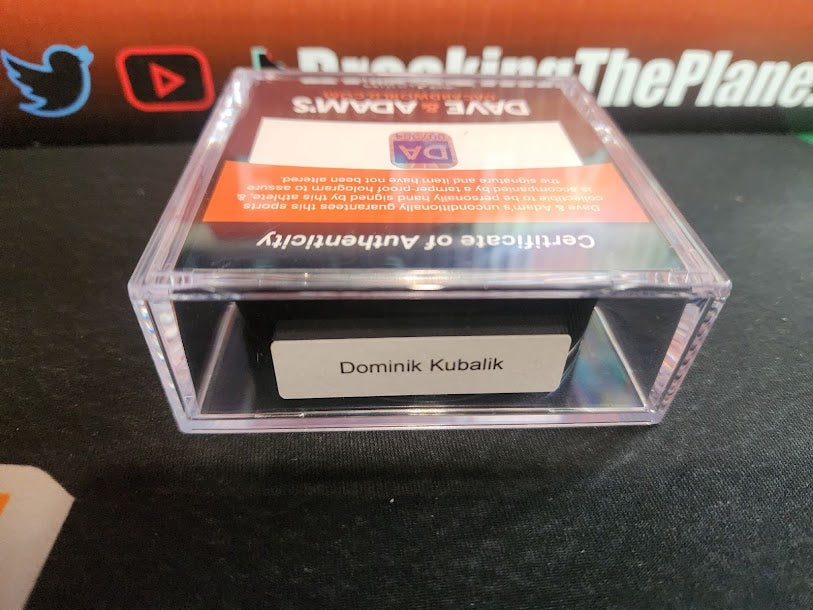 BreakingThePlane
DAVE & ADAM'S
DA
Dave & Adam's unconditionally guarantees this sports
collectible to be personally hand signed by this athlete, &
is accompanied by a tamper-proof hologram to assure
the signature and item have not been altered.
Certificate of Authenticity
Dominik Kubalik